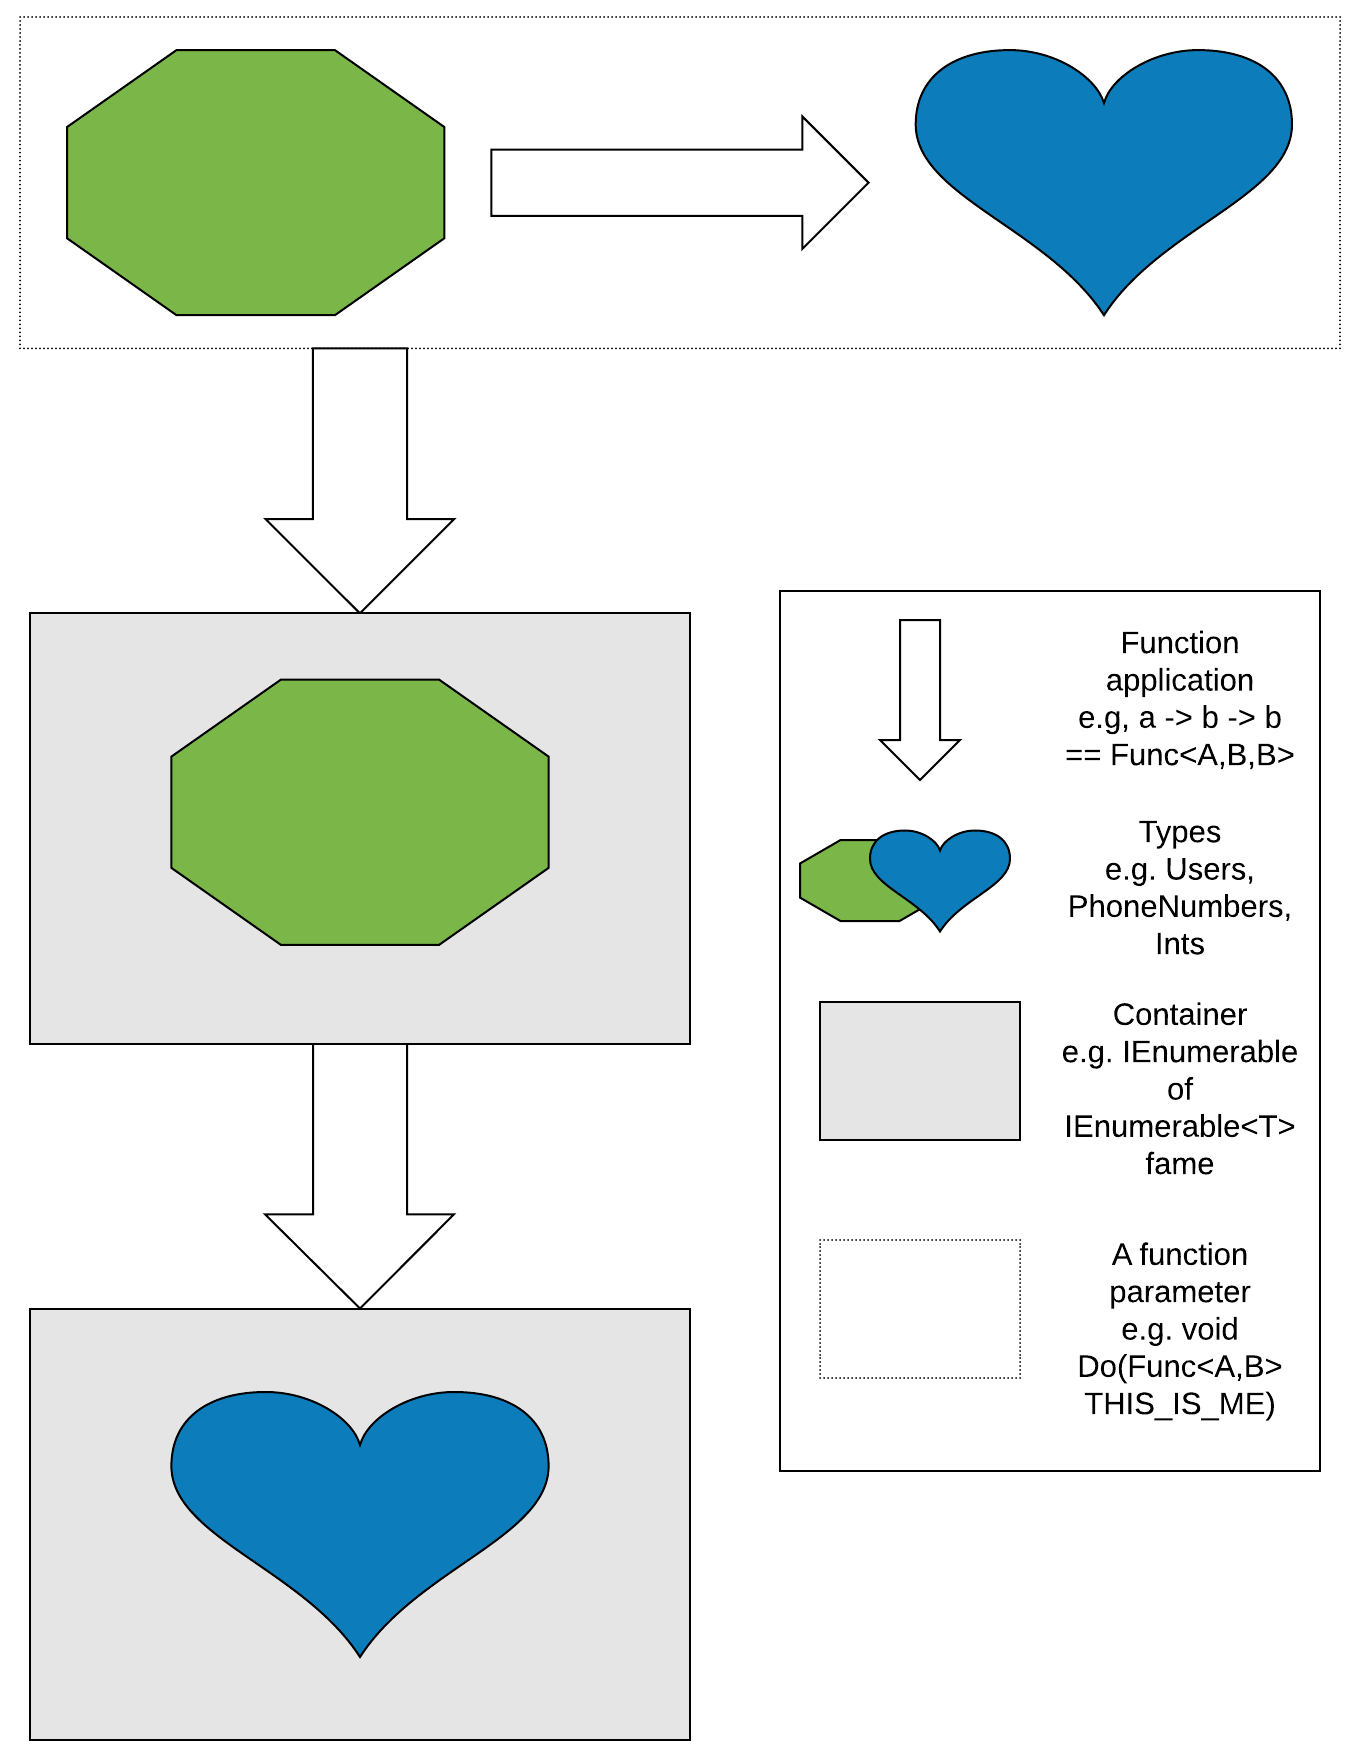 Function
application
e.g, a -> b -> b
== Func<A,B,B>
Types
e.g. Users,
PhoneNumbers,
Ints
Container
e.g. IEnumerable
of
IEnumerable<T>
fame
A function
parameter
e.g. void
Do(Func<A,B>
THIS_IS_ME)